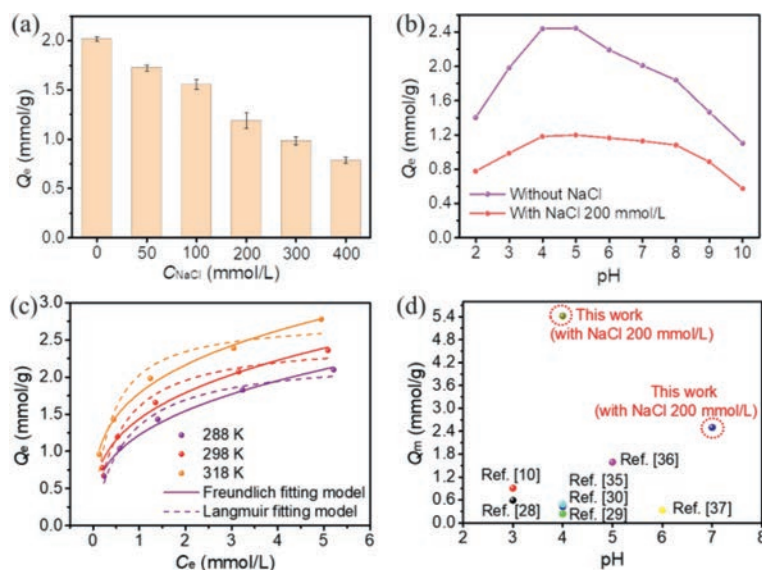 (a)
2.0
1.5
1.0
0.5
0.0
Qe (mmol/g)
0 50 100 200 300 400
CNaCl (mmol/L)
(b)
2.4
1.8
1.2
0.6
0.0
Qe (mmol/g)
Without NaCl
With NaCl 200 mmol/L
2 3 4 5 6 7 8 9 10
pH
(c)
3.0
2.5
2.0
1.5
1.0
0.5
0.0
Qe (mmol/g)
288 K
298 K
318 K
Freundlich fitting model
Langmuir fitting model
0 1 2 3 4 5 6
Ce (mmol/L)
(d)
5.4
4.8
4.2
3.6
3.0
2.4
1.8
1.2
0.6
0.0
Qm (mmol/g)
This work
(with NaCl 200 mmol/L)
This work
(with NaCl 200 mmol/L)
Ref. [36]
Ref. [10]
Ref. [35]
Ref. [30]
Ref. [28]
Ref. [29]
Ref. [37]
2 3 4 5 6 7 8
pH